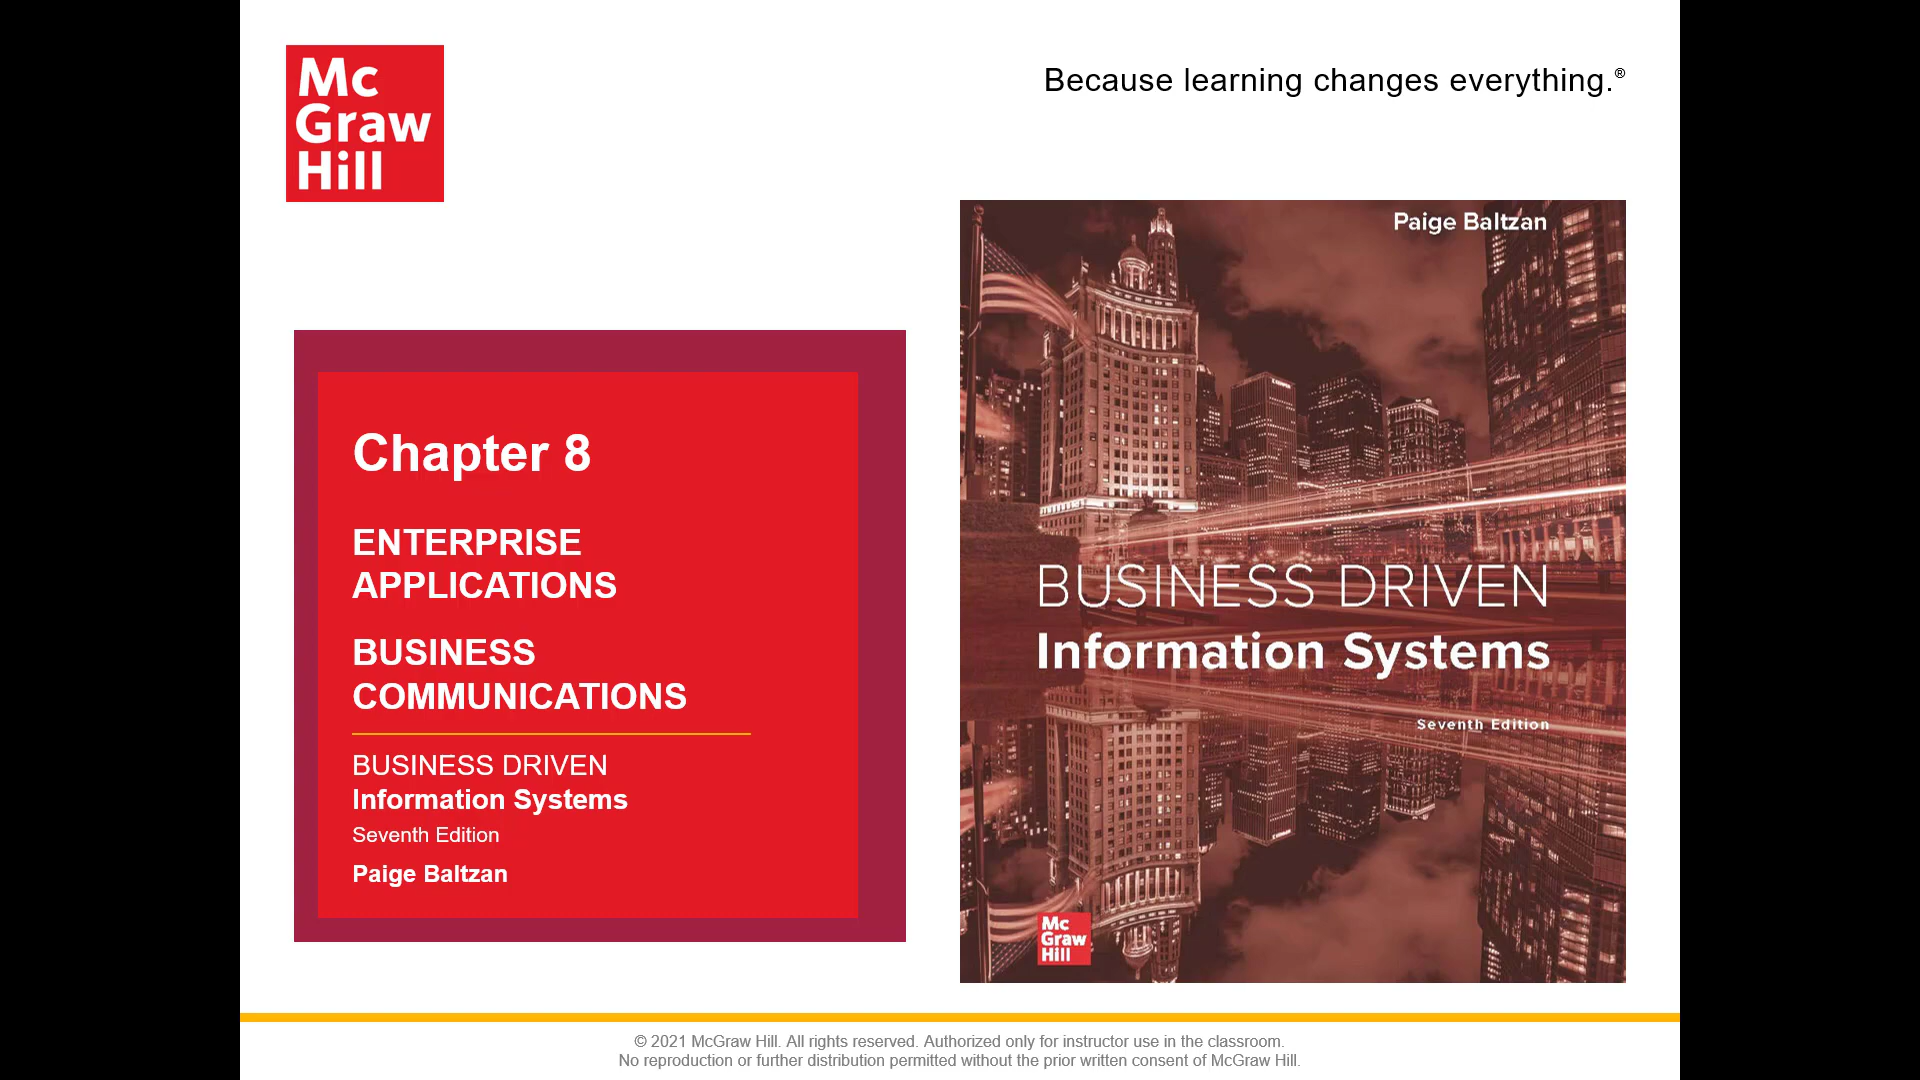 Mc
Graw
Hill
Because learning changes everything.®
Chapter 8
ENTERPRISE
APPLICATIONS
BUSINESS
COMMUNICATIONS
BUSINESS DRIVEN
Information Systems
Seventh Edition
Paige Baltzan
Paige Baltzan
BUSINESS DRIVEN
Information Systems
Seventh Edition
Mc
Graw
Hill
© 2021 McGraw Hill. All rights reserved. Authorized only for instructor use in the classroom.
No reproduction or further distribution permitted without the prior written consent of McGraw Hill.